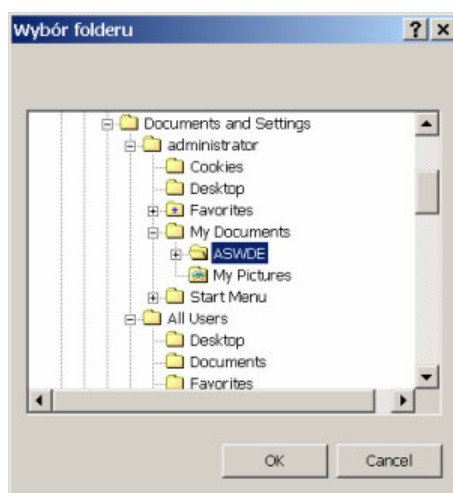 Wybór folderu
Documents and Settings
administrator
Cookies
Desktop
Favorites
My Documents
ASWDE
My Pictures
Start Menu
All Users
Desktop
Documents
Favorites
OK Cancel